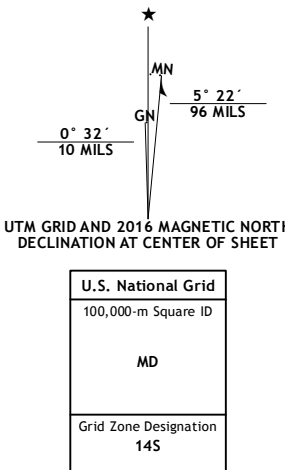 MN
GN
5° 22´
96 MILS
0° 32´
10 MILS
UTM GRID AND 2016 MAGNETIC NORTH
DECLINATION AT CENTER OF SHEET
U.S. National Grid
100,000-m Square ID
MD
Grid Zone Designation
14S